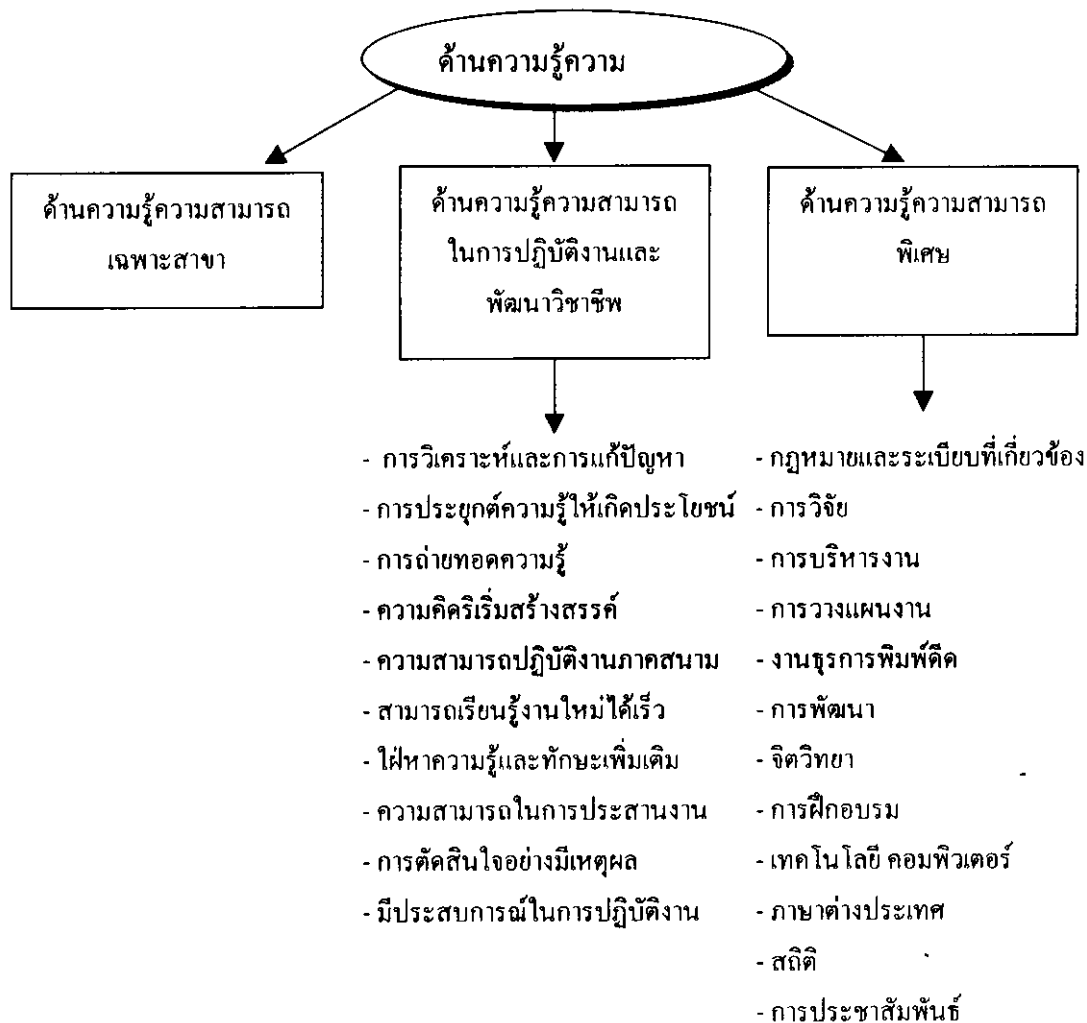 ด้านความรู้ความ
ด้านความรู้ความสามารถ
เฉพาะสาขา
ด้านความรู้ความสามารถ
ในการปฏิบัติงานและ
พัฒนาวิชาชีพ
ด้านความรู้ความสามารถ
พิเศษ
- การวิเคราะห์และการแก้ปัญหา
- การประยุกต์ความรู้ให้เกิดประโยชน์
- การถ่ายทอดความรู้
- ความคิดริเริ่มสร้างสรรค์
- ความสามารถปฏิบัติงานภาคสนาม
- สามารถเรียนรู้งานใหม่ได้เร็ว
- ใฝ่หาความรู้และทักษะเพิ่มเติม
- ความสามารถในการประสานงาน
- การตัดสินใจอย่างมีเหตุผล
- มีประสบการณ์ในการปฏิบัติงาน
- กฎหมายและระเบียบที่เกี่ยวข้อง
- การวิจัย
- การบริหารงาน
- การวางแผนงาน
- งานธุรการพิมพ์ดีด
- การพัฒนา
- จิตวิทยา
- การฝึกอบรม
- เทคโนโลยี คอมพิวเตอร์
- ภาษาต่างประเทศ
- สถิติ
- การประชาสัมพันธ์